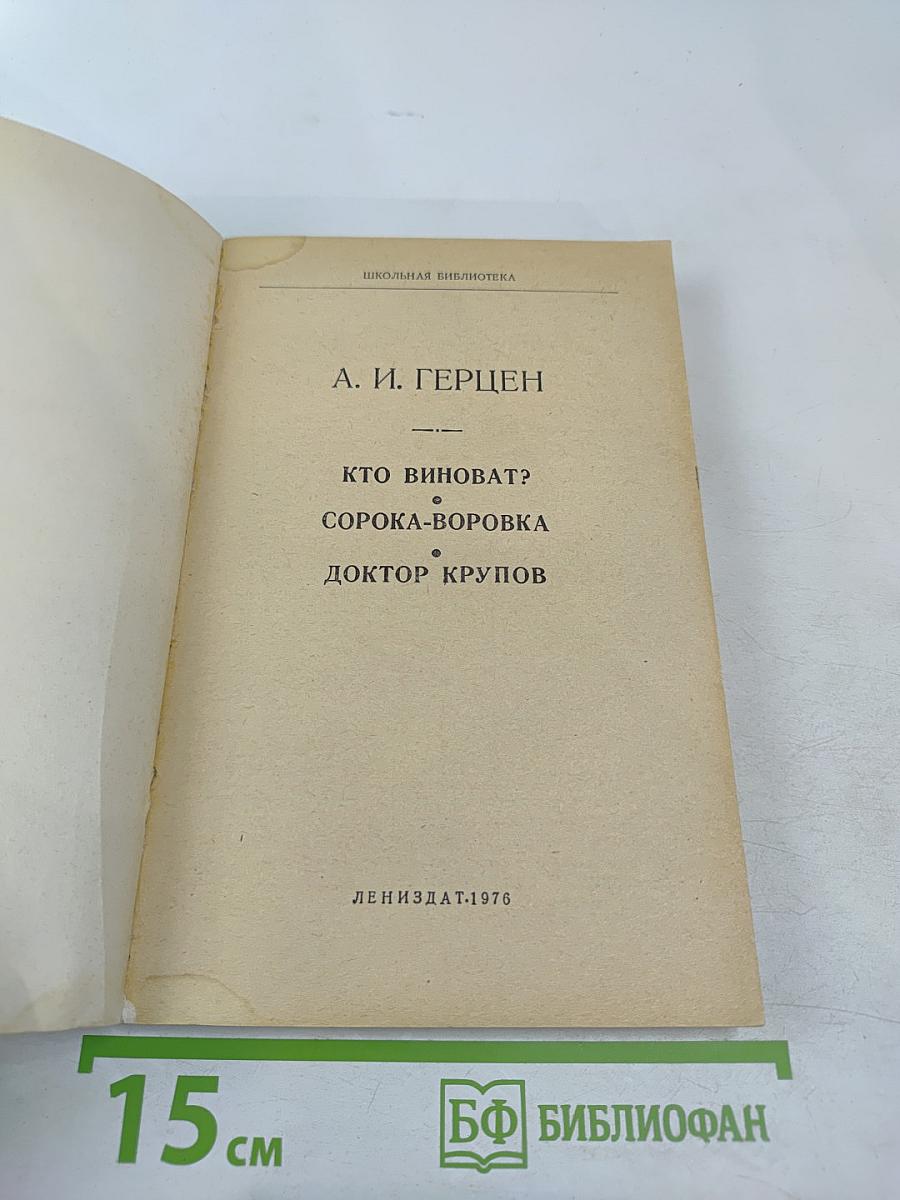 ШКОЛЬНАЯ БИБЛИОТЕКА
А. И. ГЕРЦЕН
КТО ВИНОВАТ?
СОРОКА-ВОРОВКА
ДОКТОР КРУПОВ
ЛЕНИЗДАТ·1976
15 см
БФ БИБЛИОФАН